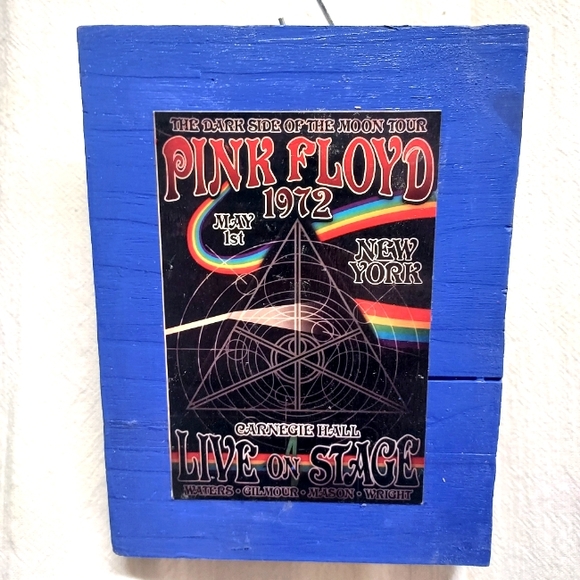 THE DARK SIDE OF THE MOON TOUR
PINK FLOYD
1972
MAY
1st
NEW
YORK
CARNEGIE HALL
LIVE ON STAGE
WATERS · GILMOUR · MASON · WRIGHT